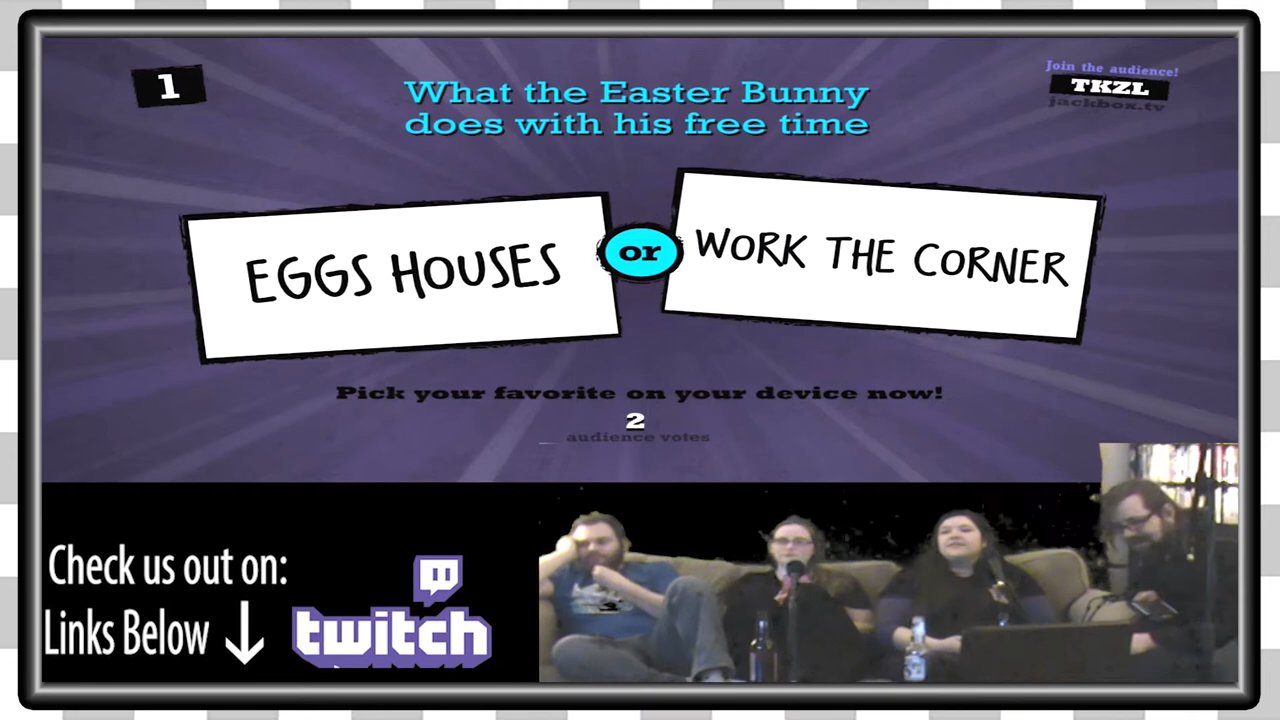 1
What the Easter Bunny
does with his free time
Join the audience!
TKZL
jackbox.tv
EGGS HOUSES
or
WORK THE CORNER
Pick your favorite on your device now!
2
audience votes
Check us out on:
Links Below
twitch